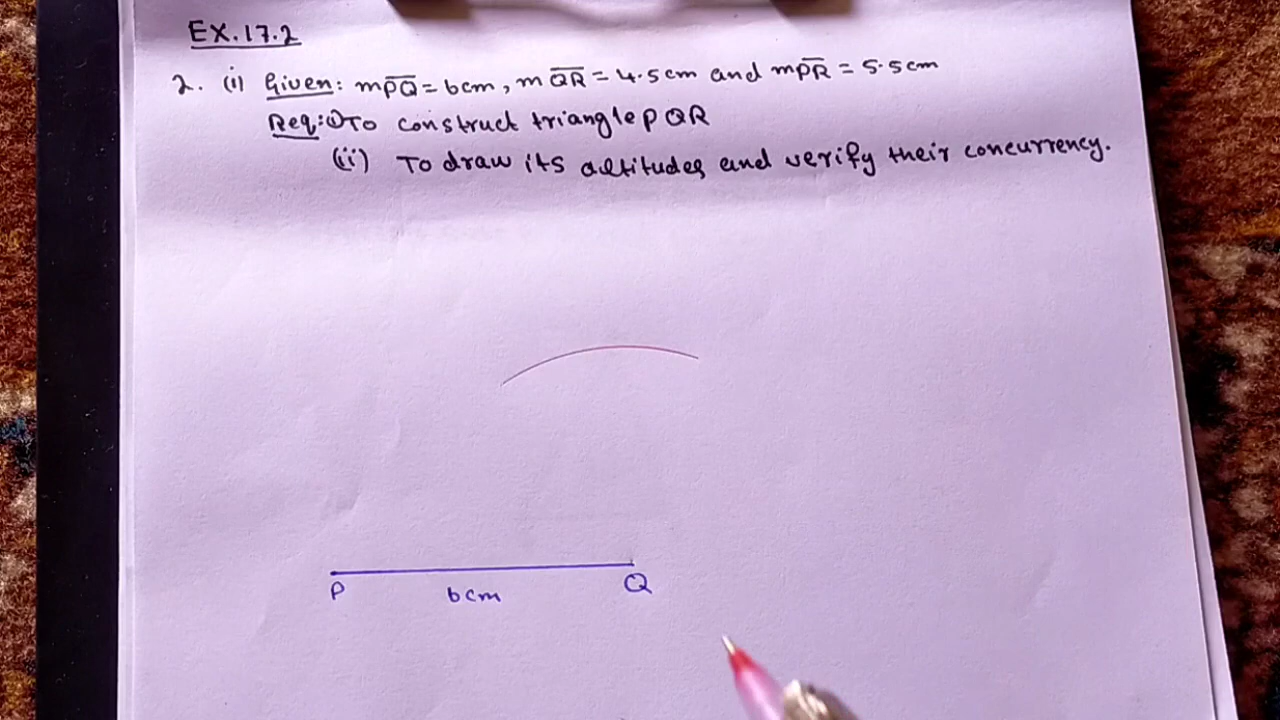 EX.17.2
2. (i) Given: mPQ = 6cm, m QR = 4.5cm and mPR = 5.5cm
Req: (i) To construct triangle PQR
(ii) To draw its altitudes and verify their concurrency.
P 6cm Q